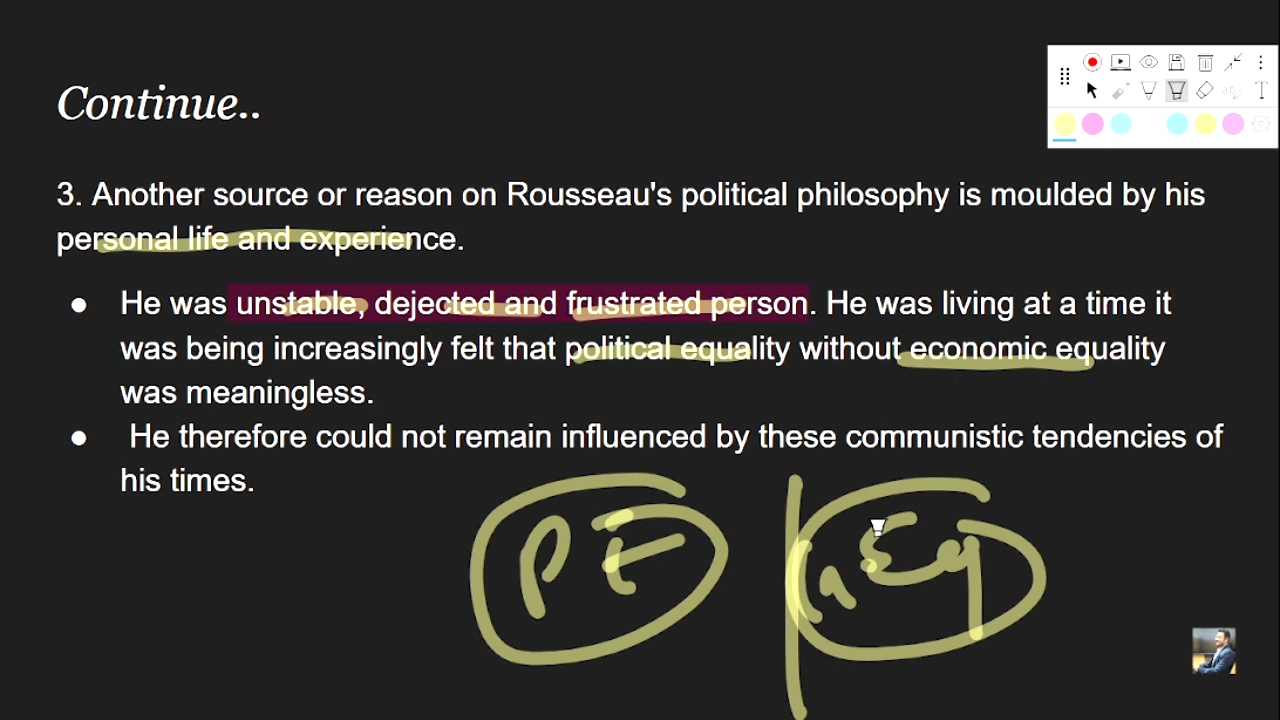 Continue..
3. Another source or reason on Rousseau's political philosophy is moulded by his
personal life and experience.
● He was unstable, dejected and frustrated person. He was living at a time it
was being increasingly felt that political equality without economic equality
was meaningless.
● He therefore could not remain influenced by these communistic tendencies of
his times.